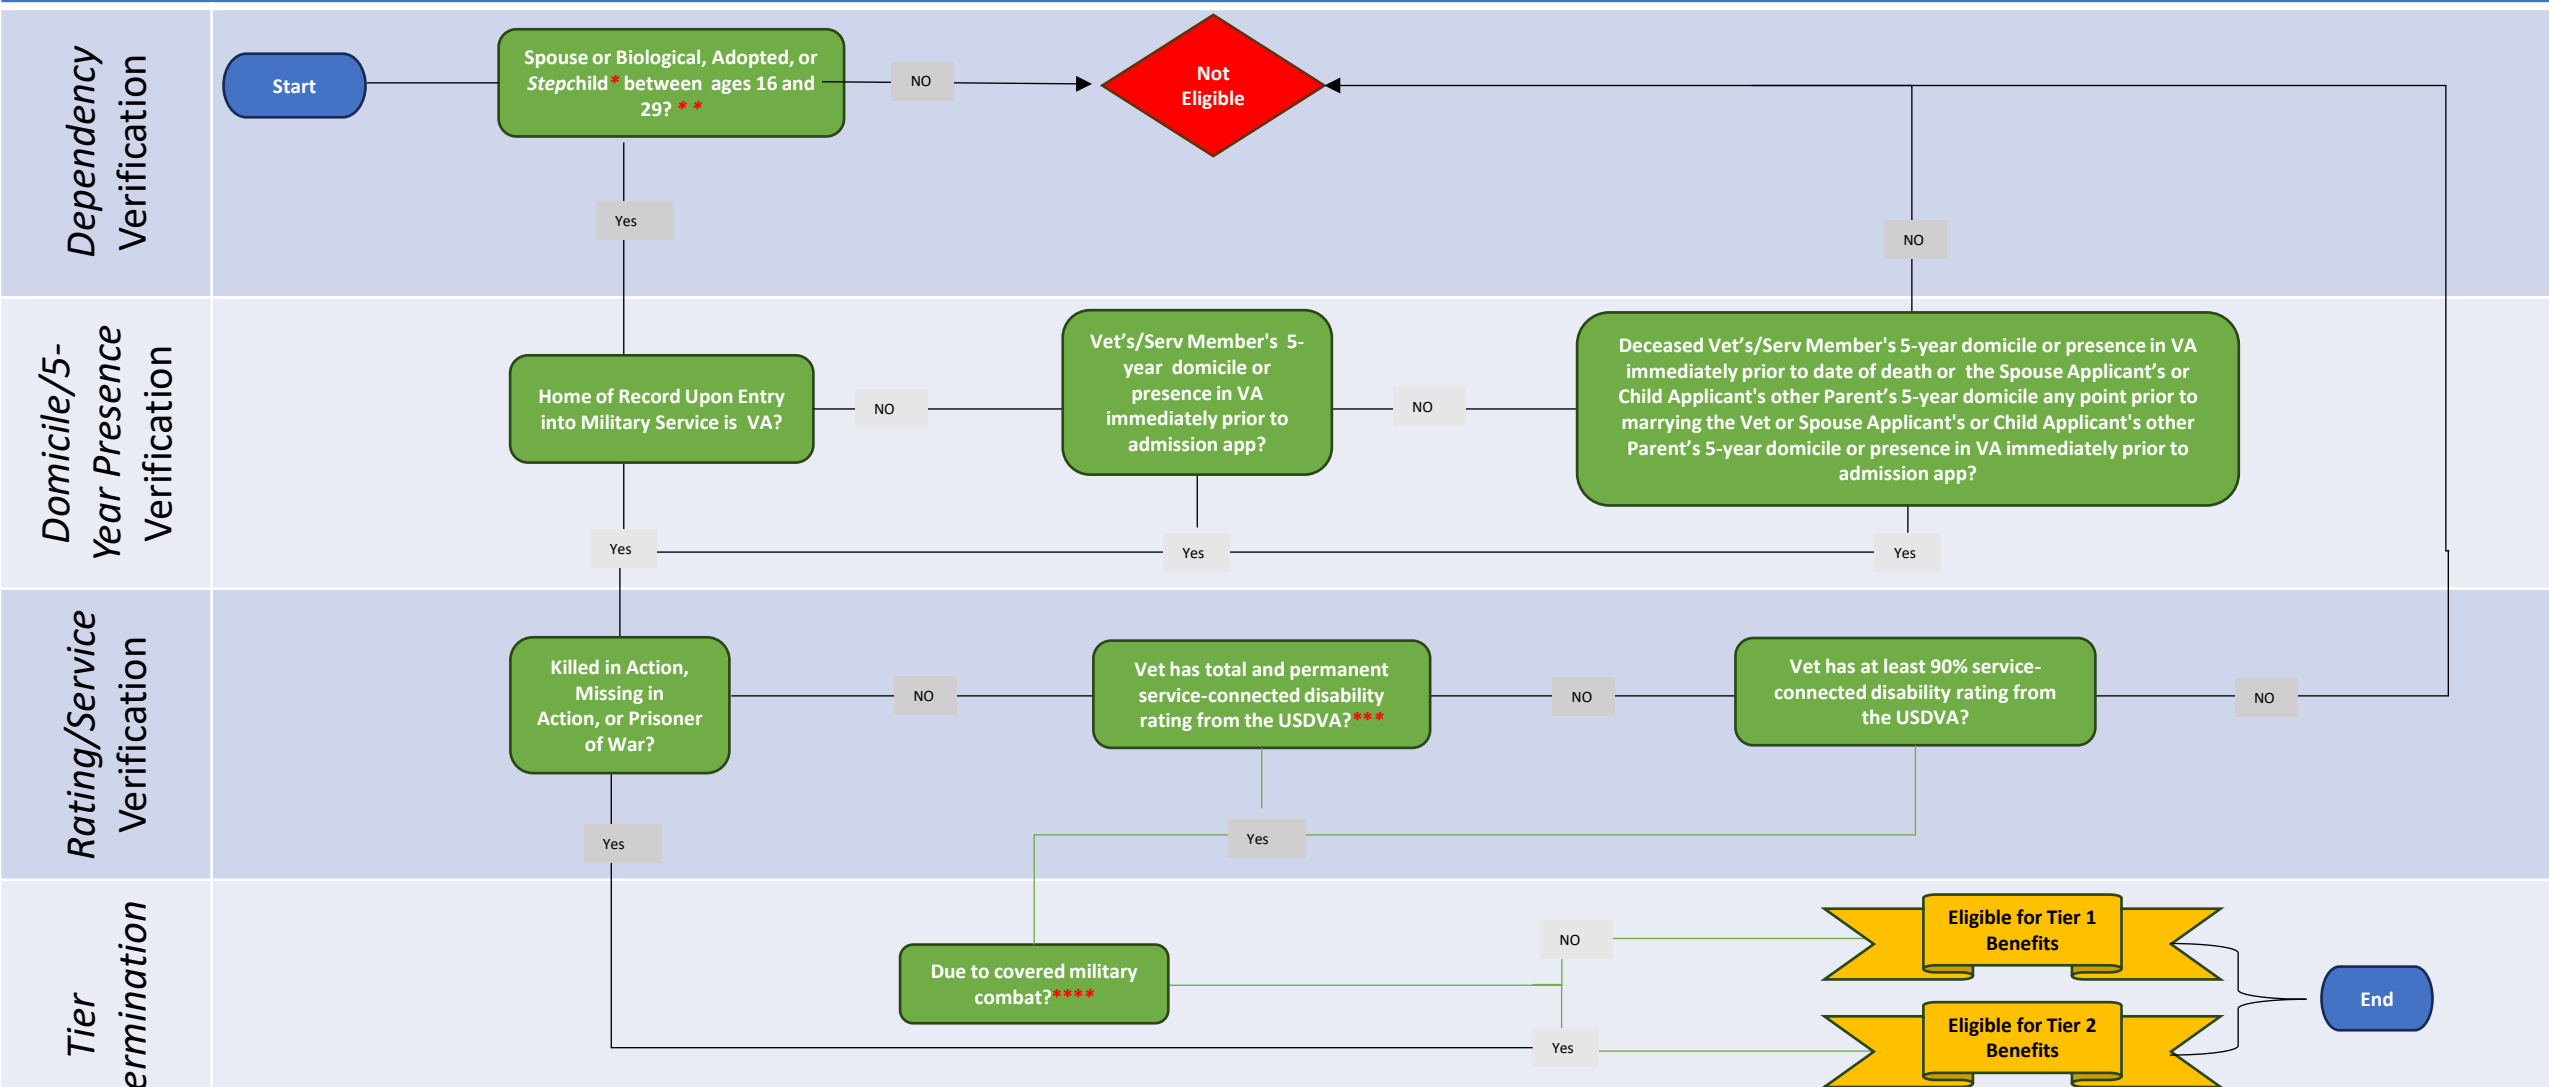 Dependency
Verification
Start
Spouse or Biological, Adopted, or
Stepchild* between ages 16 and
29? * *
NO
Not
Eligible
Yes
NO
Domicile/5-
Year Presence
Verification
Home of Record Upon Entry
into Military Service is VA?
NO
Vet’s/Serv Member's 5-
year domicile or
presence in VA
immediately prior to
admission app?
NO
Deceased Vet’s/Serv Member's 5-year domicile or presence in VA
immediately prior to date of death or the Spouse Applicant’s or
Child Applicant's other Parent’s 5-year domicile any point prior to
marrying the Vet or Spouse Applicant's or Child Applicant's other
Parent’s 5-year domicile or presence in VA immediately prior to
admission app?
Yes
Yes
Yes
Rating/Service
Verification
Killed in Action,
Missing in
Action, or Prisoner
of War?
NO
Vet has total and permanent
service-connected disability
rating from the USDVA?***
NO
Vet has at least 90% service-
connected disability rating from
the USDVA?
NO
Yes
Yes
Tier
ermination
Due to covered military
combat?****
NO
Yes
Eligible for Tier 1
Benefits
Eligible for Tier 2
Benefits
End